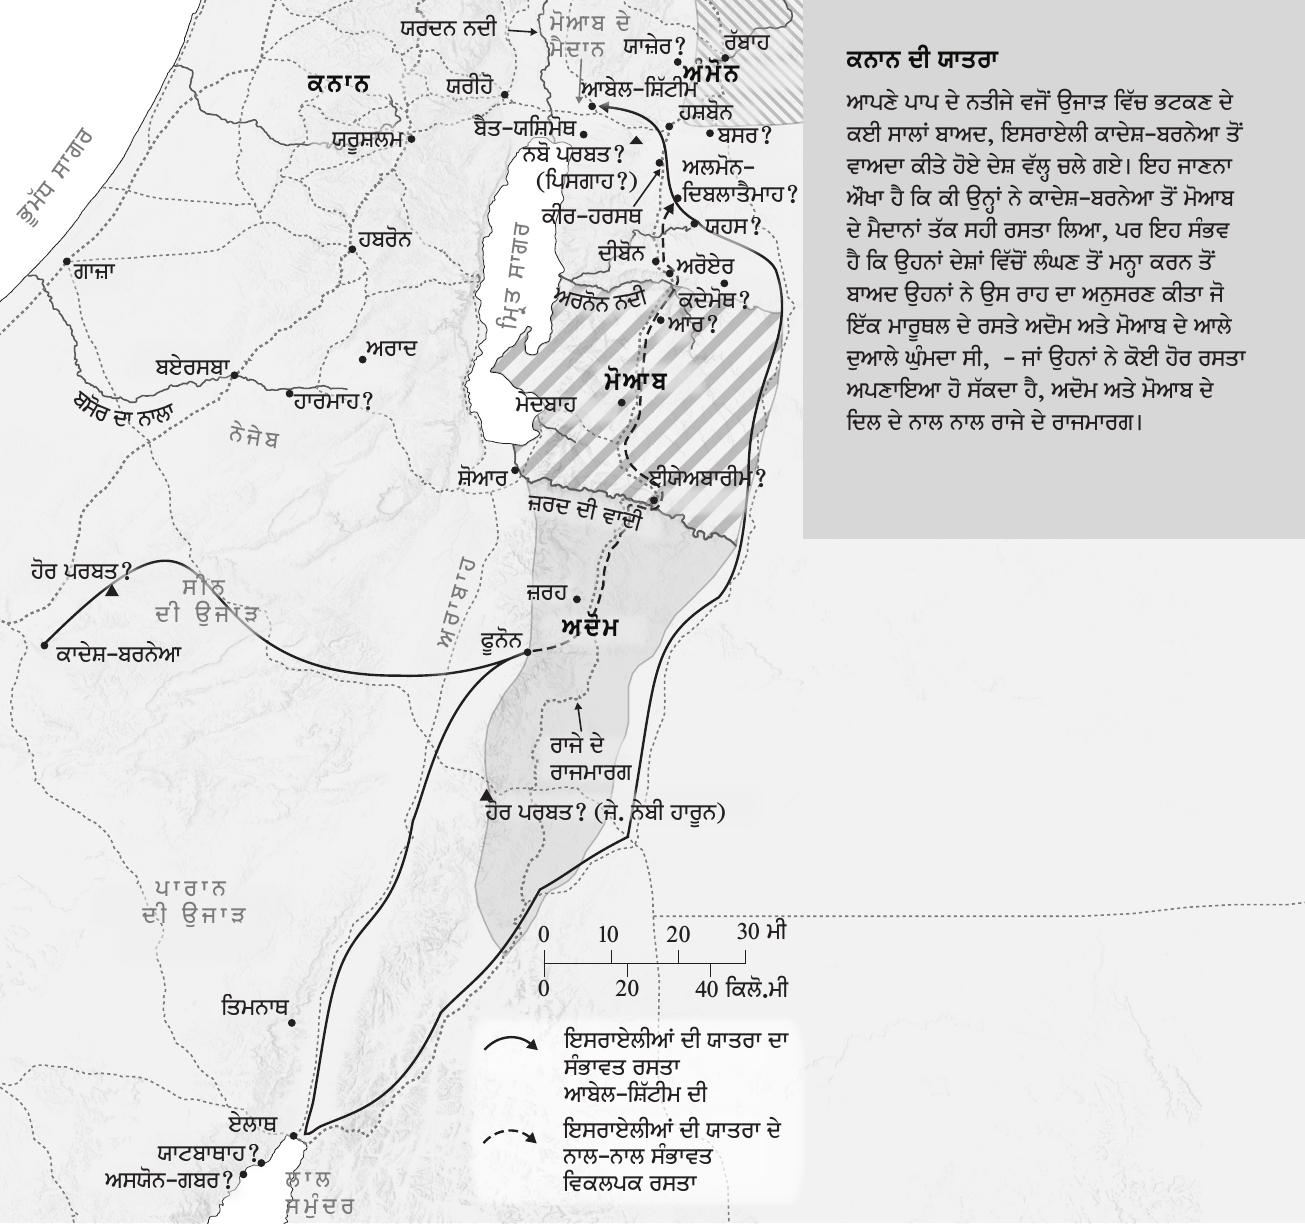 ਕਨਾਨ ਦੀ ਯਾਤਰਾ
ਆਪਣੇ ਪਾਪ ਦੇ ਨਤੀਜੇ ਵਜੋਂ ਉਜਾੜ ਵਿੱਚ ਭਟਕਣ ਦੇ
ਕਈ ਸਾਲਾਂ ਬਾਅਦ, ਇਸਰਾਏਲੀ ਕਾਦੇਸ਼-ਬਰਨੇਆ ਤੋਂ
ਵਾਅਦਾ ਕੀਤੇ ਹੋਏ ਦੇਸ਼ ਵੱਲ੍ਹ ਚਲੇ ਗਏ। ਇਹ ਜਾਣਨਾ
ਔਖਾ ਹੈ ਕਿ ਕੀ ਉਨ੍ਹਾਂ ਨੇ ਕਾਦੇਸ਼-ਬਰਨੇਆ ਤੋਂ ਮੋਆਬ
ਦੇ ਮੈਦਾਨਾਂ ਤੱਕ ਸਹੀ ਰਸਤਾ ਲਿਆ, ਪਰ ਇਹ ਸੰਭਵ
ਹੈ ਕਿ ਉਹਨਾਂ ਦੇਸ਼ਾਂ ਵਿੱਚੋਂ ਲੰਘਣ ਤੋਂ ਮਨ੍ਹਾ ਕਰਨ ਤੋਂ
ਬਾਅਦ ਉਹਨਾਂ ਨੇ ਉਸ ਰਾਹ ਦਾ ਅਨੁਸਰਣ ਕੀਤਾ ਜੋ
ਇੱਕ ਮਾਰੂਥਲ ਦੇ ਰਸਤੇ ਅਦੋਮ ਅਤੇ ਮੋਆਬ ਦੇ ਆਲੇ
ਦੁਆਲੇ ਘੁੰਮਦਾ ਸੀ, - ਜਾਂ ਉਹਨਾਂ ਨੇ ਕੋਈ ਹੋਰ ਰਸਤਾ
ਅਪਣਾਇਆ ਹੋ ਸੱਕਦਾ ਹੈ, ਅਦੋਮ ਅਤੇ ਮੋਆਬ ਦੇ
ਦਿਲ ਦੇ ਨਾਲ ਨਾਲ ਰਾਜੇ ਦੇ ਰਾਜਮਾਰਗ।
ਯਰਦਨ ਨਦੀ
ਮੋਆਬ ਦੇ
ਮੈਦਾਨ
ਯਾਜ਼ੇਰ?
ਰੱਬਾਹ
ਅੰਮੋਨ
ਕਨਾਨ
ਯਰੀਹੋ
ਆਬੇਲ-ਸ਼ਿੱਟੀਮ
ਹਸ਼ਬੋਨ
ਬੈਤ-ਯਸ਼ਿਮੋਥ
ਬਸਰ?
ਯਰੂਸ਼ਲਮ
ਨਬੋ ਪਰਬਤ?
(ਪਿਸਗਾਹ?)
ਅਲਮੋਨ-
ਦਿਬਲਾਤੈਮਾਹ?
ਕੀਰ-ਹਰਸਥ
ਯਹਸ?
ਭੂਮੱਧ ਸਾਗਰ
ਹਬਰੋਨ
ਮ੍ਰਿਤ ਸਾਗਰ
ਦੀਬੋਨ
ਅਰੋਏਰ
ਗਾਜ਼ਾ
ਅਰਨੋਨ ਨਦੀ
ਕਦੇਮੋਥ?
ਆਰ?
ਅਰਾਦ
ਬਏਰਸਬਾ
ਮੋਆਬ
ਹਾਰਮਾਹ?
ਬਸੋਰ ਦਾ ਨਾਲਾ
ਮੇਦੇਬਾਹ
ਨੇਜੇਬ
ਸ਼ੋਆਰ
ਈਯੇਅਬਾਰੀਮ?
ਜ਼ਰਦ ਦੀ ਵਾਦੀ
ਹੋਰ ਪਰਬਤ?
ਸੀਨ
ਦੀ ਉਜਾੜ
ਅਰਾਬਾਹ
ਜ਼ਰਹ
ਅਦੋਮ
ਫੂਨੋਨ
ਕਾਦੇਸ਼-ਬਰਨੇਆ
ਰਾਜੇ ਦੇ
ਰਾਜਮਾਰਗ
ਹੋਰ ਪਰਬਤ? (ਜੇ. ਨੇਬੀ ਹਾਰੂਨ)
ਪਾਰਾਨ
ਦੀ ਉਜਾੜ
0 10 20 30 ਮੀ
0 20 40 ਕਿਲੋ.ਮੀ
ਤਿਮਨਾਥ
ਇਸਰਾਏਲੀਆਂ ਦੀ ਯਾਤਰਾ ਦਾ
ਸੰਭਾਵਤ ਰਸਤਾ
ਆਬੇਲ-ਸ਼ਿੱਟੀਮ ਦੀ
ਇਸਰਾਏਲੀਆਂ ਦੀ ਯਾਤਰਾ ਦੇ
ਨਾਲ-ਨਾਲ ਸੰਭਾਵਤ
ਵਿਕਲਪਕ ਰਸਤਾ
ਏਲਾਥ
ਯਾਟਬਾਥਾਹ?
ਅਸਯੋਨ-ਗਬਰ?
ਲਾਲ
ਸਮੁੰਦਰ